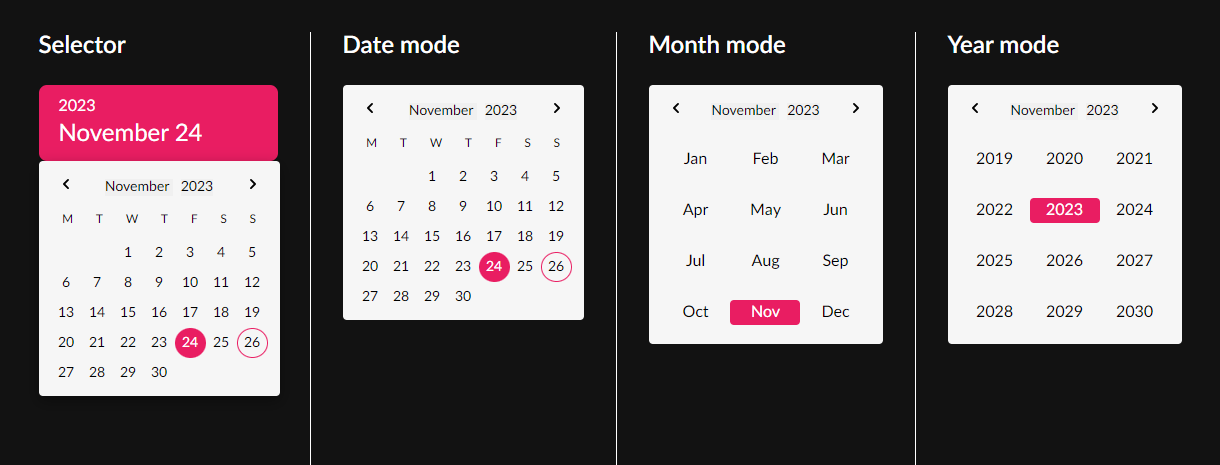 Selector
2023
November 24
November 2023
M T W T F S S
1 2 3 4 5
6 7 8 9 10 11 12
13 14 15 16 17 18 19
20 21 22 23 24 25 26
27 28 29 30
Date mode
November 2023
M T W T F S S
1 2 3 4 5
6 7 8 9 10 11 12
13 14 15 16 17 18 19
20 21 22 23 24 25 26
27 28 29 30
Month mode
November 2023
Jan Feb Mar
Apr May Jun
Jul Aug Sep
Oct Nov Dec
Year mode
November 2023
2019 2020 2021
2022 2023 2024
2025 2026 2027
2028 2029 2030